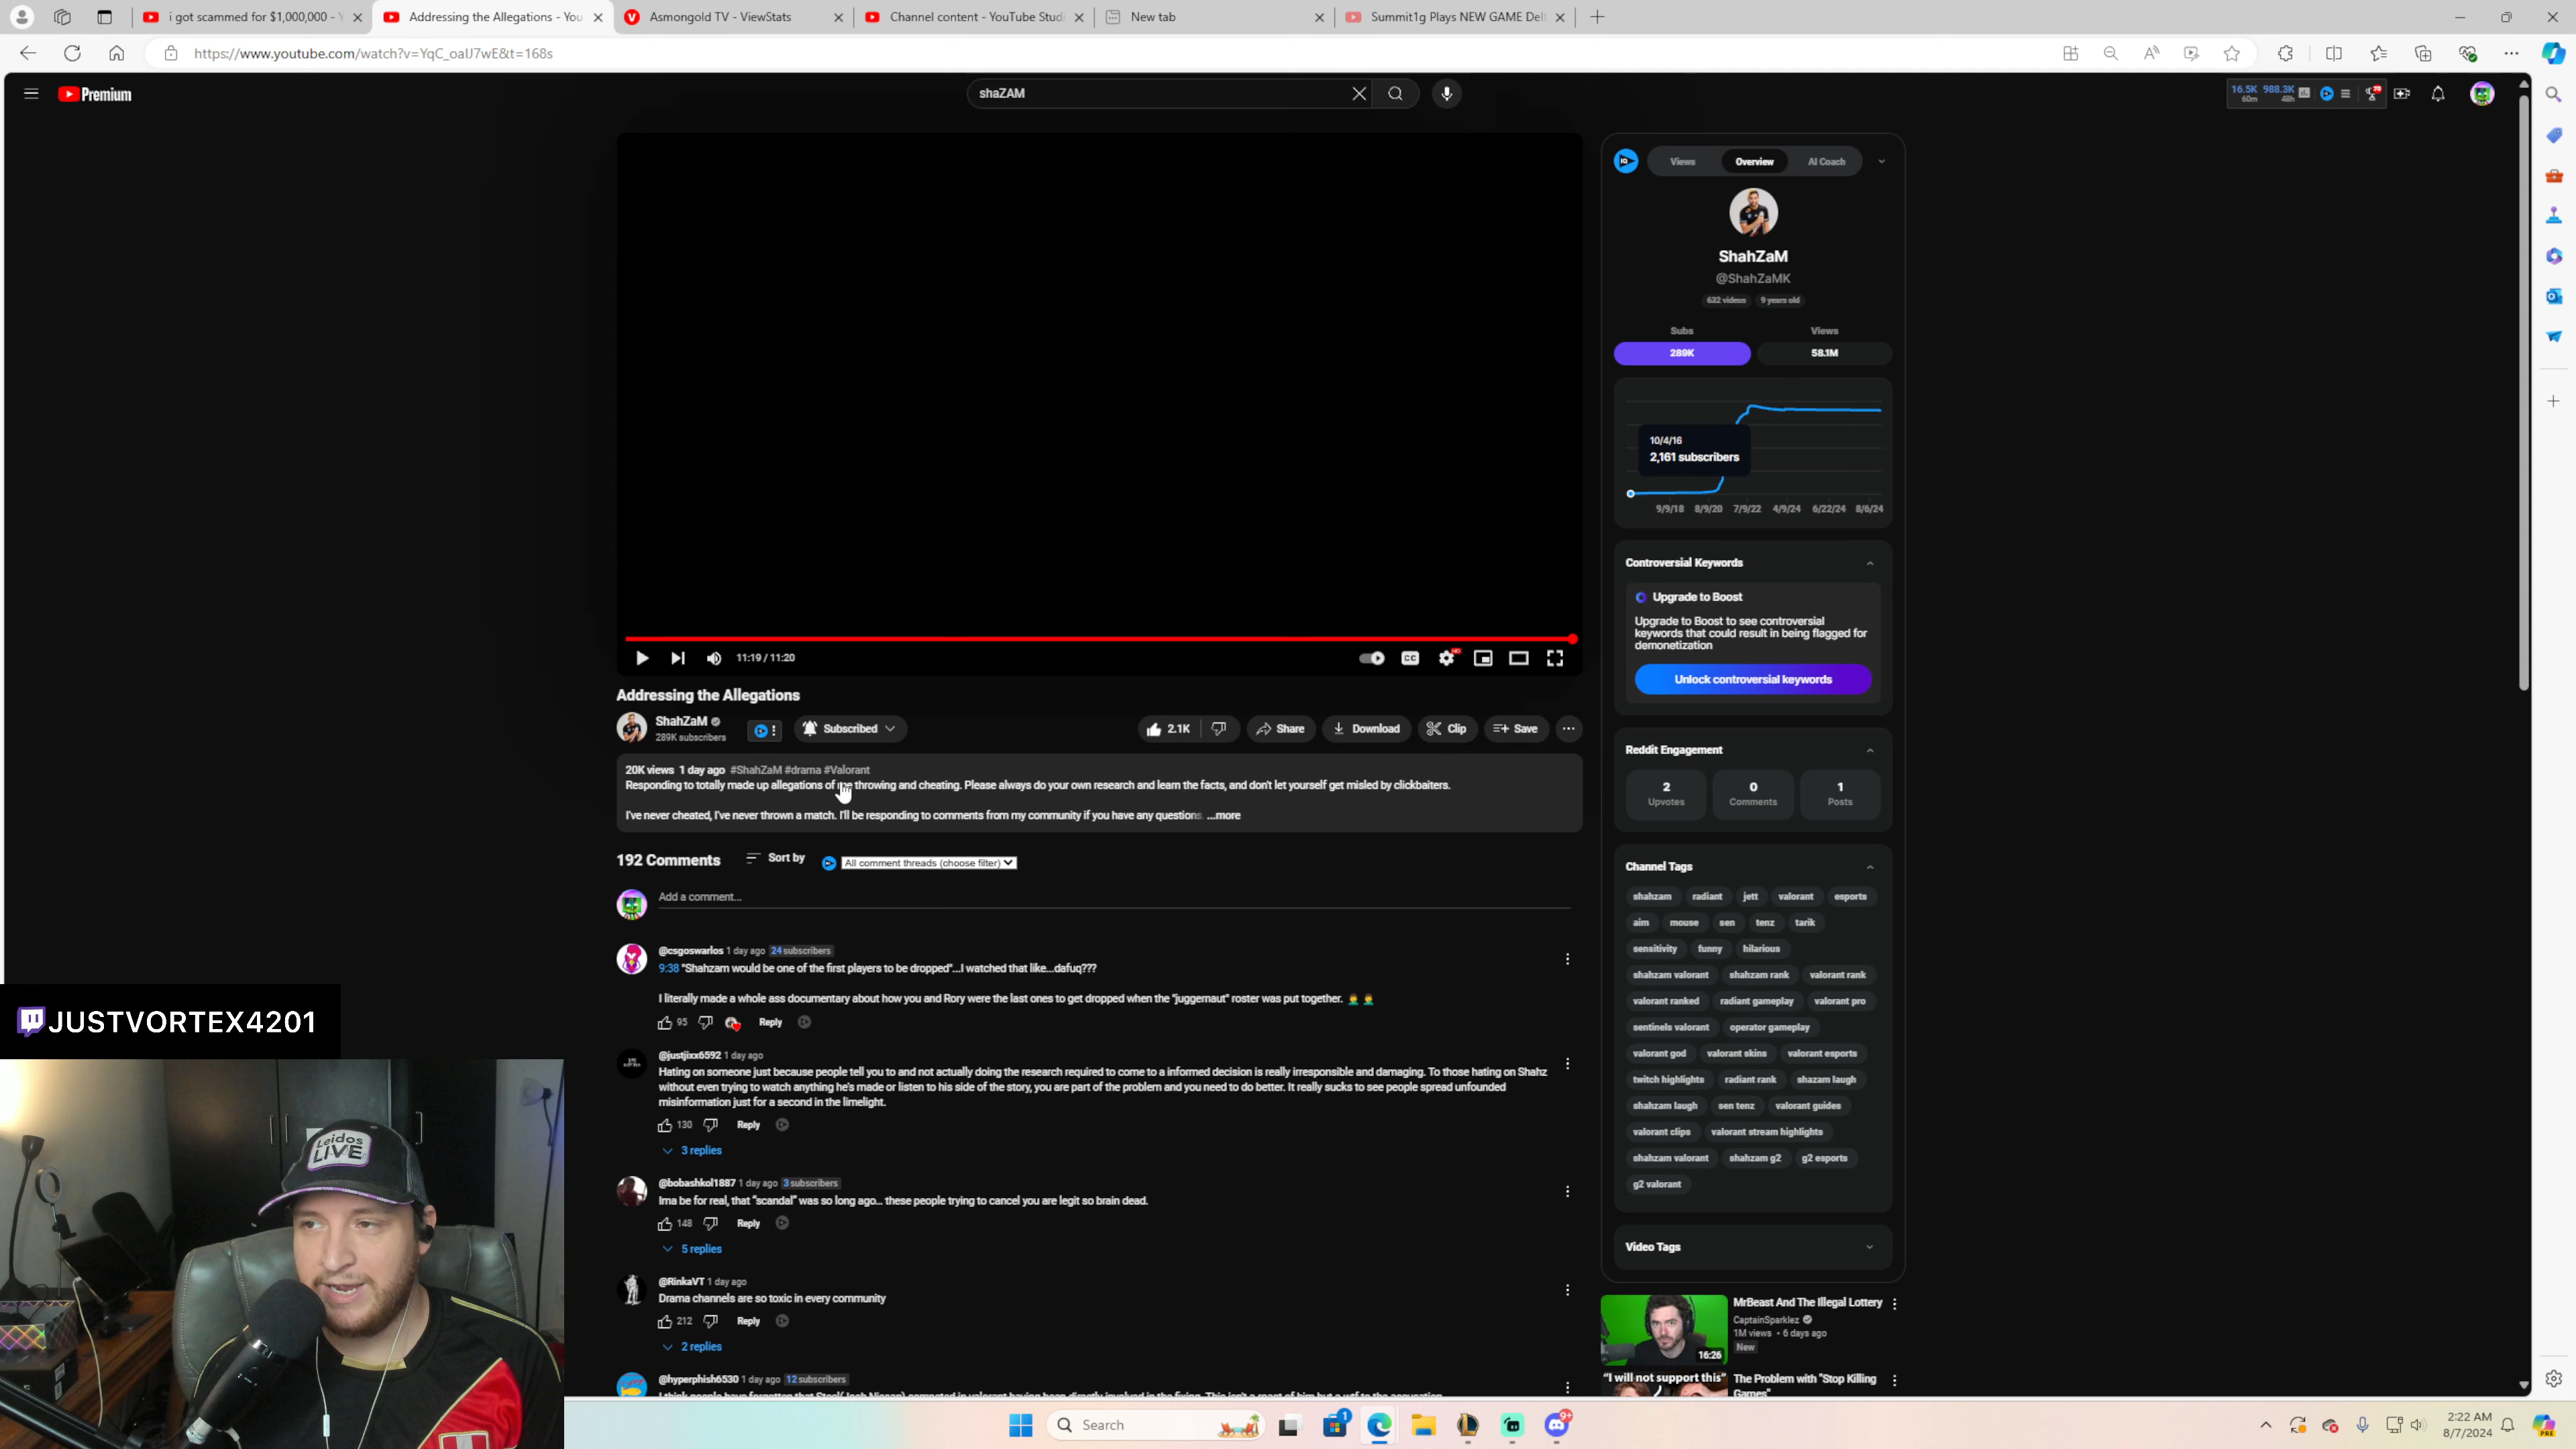 i got scammed for $1,000,000 - Y
Addressing the Allegations - You
Asmongold TV - ViewStats
Channel content - YouTube Studi
New tab
Summit1g Plays NEW GAME Delt
https://www.youtube.com/watch?v=YqC_oaIJ7wE&t=168s
Premium
shaZAM
16.5K 988.3K
60m 48h
IQ
Views Overview AI Coach
ShahZaM
@ShahZaMK
632 videos 9 years old
Subs Views
289K 58.1M
10/4/16
2,161 subscribers
9/9/18 8/9/20 7/9/22 4/9/24 6/22/24 8/6/24
Controversial Keywords
Upgrade to Boost
Upgrade to Boost to see controversial
keywords that could result in being flagged for
demonetization
Unlock controversial keywords
Reddit Engagement
2 0 1
Upvotes Comments Posts
Channel Tags
shahzam radiant jett valorant esports
aim mouse sen tenz tarik
sensitivity funny hilarious
shahzam valorant shahzam rank valorant rank
valorant ranked radiant gameplay valorant pro
sentinels valorant operator gameplay
valorant god valorant skins valorant esports
twitch highlights radiant rank shazam laugh
shahzam laugh sen tenz valorant guides
valorant clips valorant stream highlights
shahzam valorant shahzam g2 g2 esports
g2 valorant
Video Tags
16:26
MrBeast And The Illegal Lottery
CaptainSparklez
1M views • 6 days ago
New
"I will not support this"
The Problem with "Stop Killing
Games"
11:19 / 11:20
CC
HD
Addressing the Allegations
ShahZaM
289K subscribers
Subscribed
2.1K
Share
Download
Clip
Save
20K views 1 day ago #ShahZaM #drama #Valorant
Responding to totally made up allegations of me throwing and cheating. Please always do your own research and learn the facts, and don't let yourself get misled by clickbaiters.
I've never cheated, I've never thrown a match. I'll be responding to comments from my community if you have any questions. ...more
192 Comments
Sort by
All comment threads (choose filter)
Add a comment...
@csgoswarlos 1 day ago 24 subscribers
9:38 "Shahzam would be one of the first players to be dropped"...I watched that like...dafuq???
I literally made a whole ass documentary about how you and Rory were the last ones to get dropped when the "juggernaut" roster was put together.
95 Reply
@justjixx6592 1 day ago
Hating on someone just because people tell you to and not actually doing the research required to come to a informed decision is really irresponsible and damaging. To those hating on Shahz
without even trying to watch anything he's made or listen to his side of the story, you are part of the problem and you need to do better. It really sucks to see people spread unfounded
misinformation just for a second in the limelight.
130 Reply
3 replies
@bobashkol1887 1 day ago 3 subscribers
Ima be for real, that "scandal" was so long ago... these people trying to cancel you are legit so brain dead.
148 Reply
5 replies
@RinkaVT 1 day ago
Drama channels are so toxic in every community
212 Reply
2 replies
@hyperphish6530 1 day ago 12 subscribers
JUSTVORTEX4201
Leidos
LIVE
Search
1
9+
2:22 AM
8/7/2024
PRE